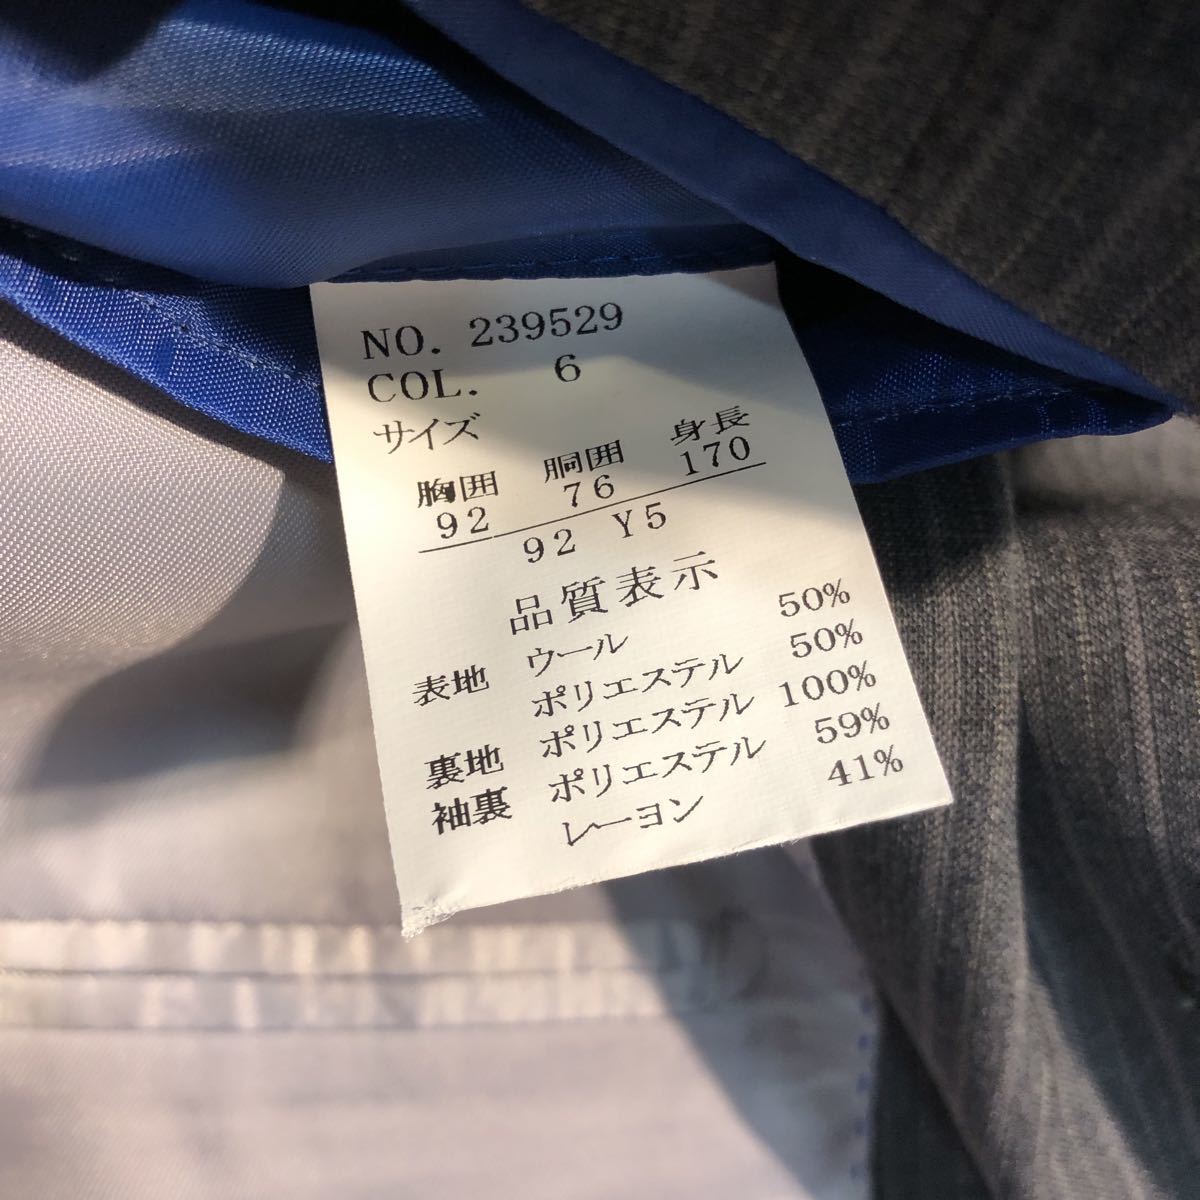 NO. 239529
COL. 6
サイズ
胸囲 胴囲 身長
92 76 170
92 Y5
品質表示
表地 ウール 50%
ポリエステル 50%
裏地 ポリエステル 100%
袖裏 ポリエステル 59%
レーヨン 41%